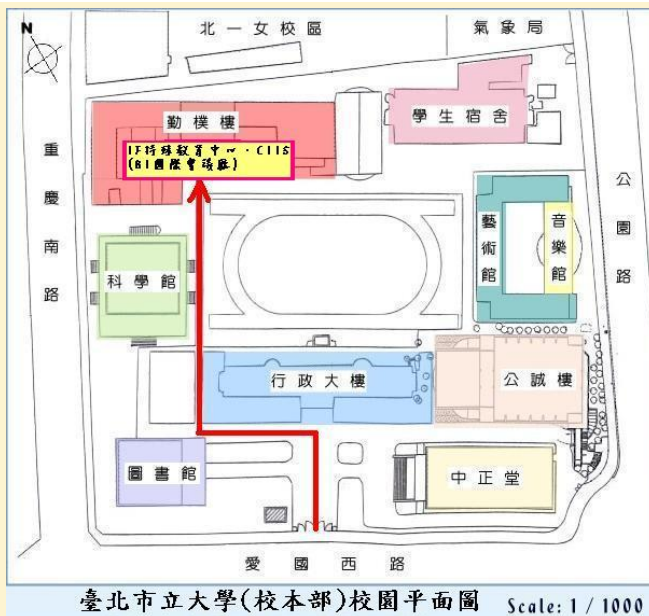 N
北一女校區
氣象局
學生宿舍
勤樸樓
1F特殊教育中心‧C115
(B1國際會議廳)
重慶南路
公園路
藝術館
音樂館
科學館
行政大樓
公誠樓
圖書館
中正堂
愛國西路
臺北市立大學(校本部)校園平面圖 Scale: 1 / 1000